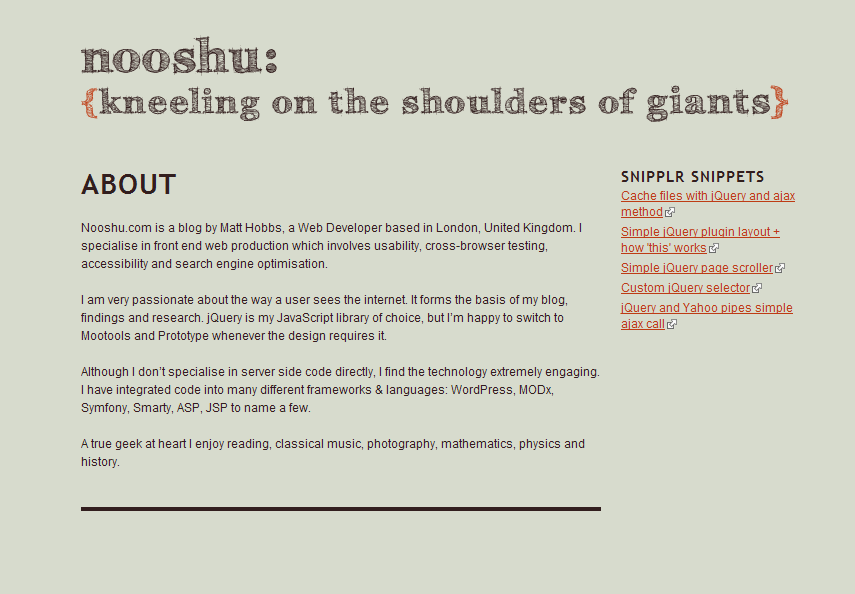 nooshu:
{kneeling on the shoulders of giants}
ABOUT
Nooshu.com is a blog by Matt Hobbs, a Web Developer based in London, United Kingdom. I
specialise in front end web production which involves usability, cross-browser testing,
accessibility and search engine optimisation.
I am very passionate about the way a user sees the internet. It forms the basis of my blog,
findings and research. jQuery is my JavaScript library of choice, but I'm happy to switch to
Mootools and Prototype whenever the design requires it.
Although I don't specialise in server side code directly, I find the technology extremely engaging.
I have integrated code into many different frameworks & languages: WordPress, MODx,
Symfony, Smarty, ASP, JSP to name a few.
A true geek at heart I enjoy reading, classical music, photography, mathematics, physics and
history.
SNIPPLR SNIPPETS
Cache files with jQuery and ajax
method
Simple jQuery plugin layout +
how 'this' works
Simple jQuery page scroller
Custom jQuery selector
jQuery and Yahoo pipes simple
ajax call